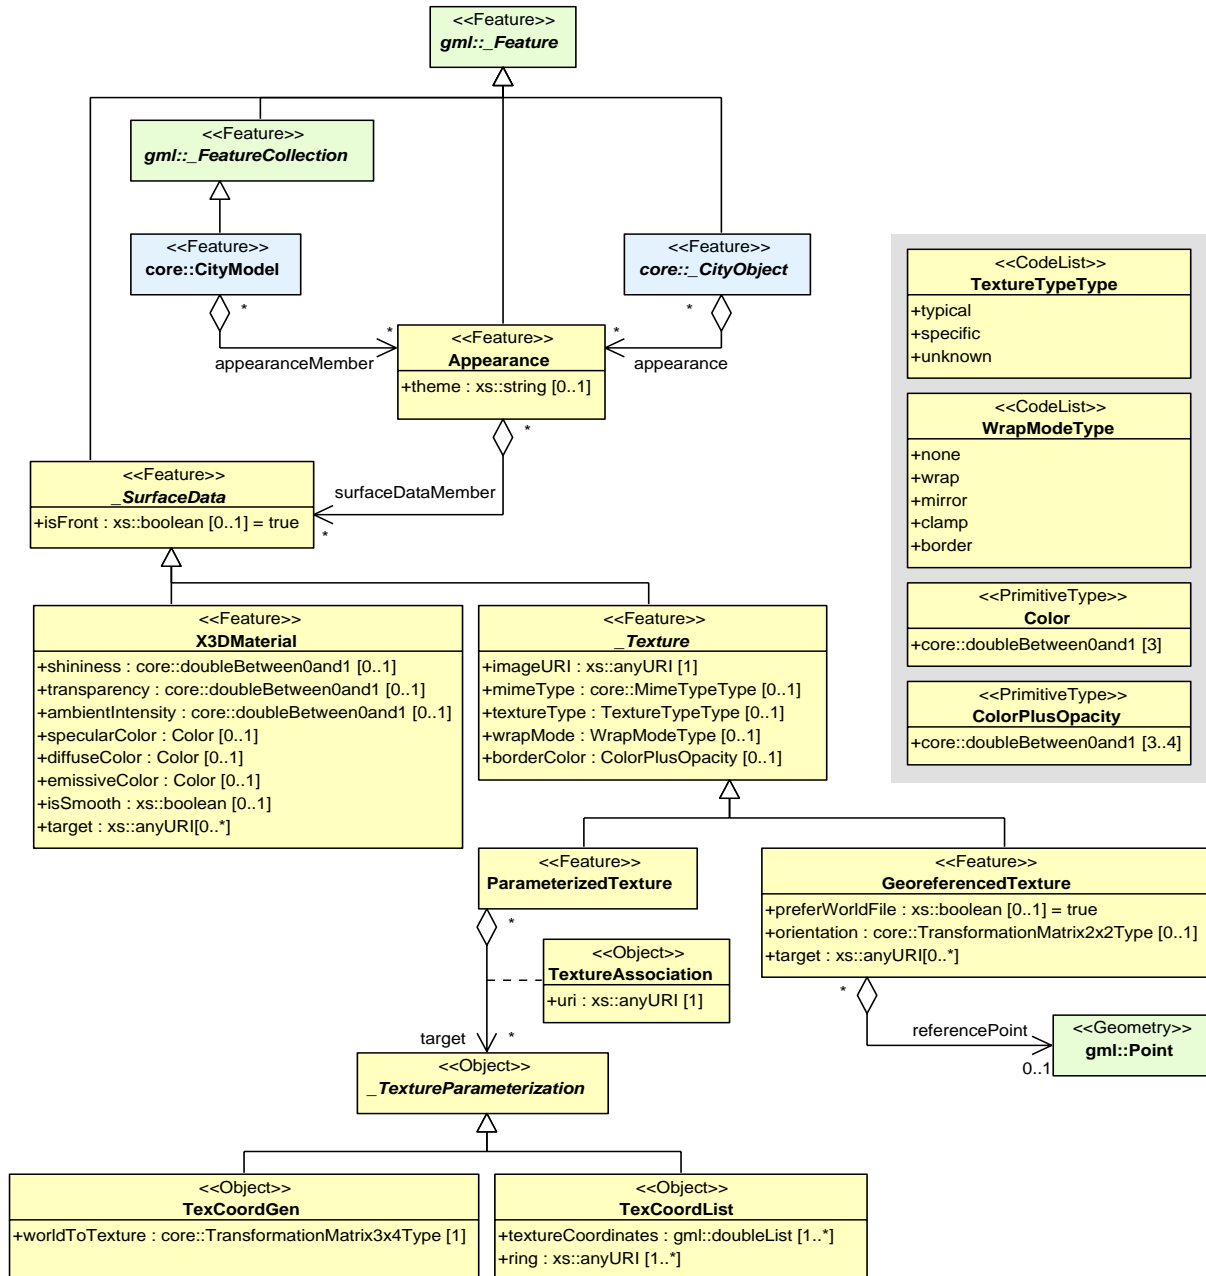 <<Feature>>
gml::_Feature
<<Feature>>
gml::_FeatureCollection
<<Feature>>
core::CityModel
<<Feature>>
core::_CityObject
*
*
*
*
appearanceMember
appearance
<<Feature>>
Appearance
+theme : xs::string [0..1]
*
surfaceDataMember
*
<<Feature>>
_SurfaceData
+isFront : xs::boolean [0..1] = true
<<CodeList>>
TextureTypeType
+typical
+specific
+unknown
<<CodeList>>
WrapModeType
+none
+wrap
+mirror
+clamp
+border
<<PrimitiveType>>
Color
+core::doubleBetween0and1 [3]
<<PrimitiveType>>
ColorPlusOpacity
+core::doubleBetween0and1 [3..4]
<<Feature>>
X3DMaterial
+shininess : core::doubleBetween0and1 [0..1]
+transparency : core::doubleBetween0and1 [0..1]
+ambientIntensity : core::doubleBetween0and1 [0..1]
+specularColor : Color [0..1]
+diffuseColor : Color [0..1]
+emissiveColor : Color [0..1]
+isSmooth : xs::boolean [0..1]
+target : xs::anyURI[0..*]
<<Feature>>
_Texture
+imageURI : xs::anyURI [1]
+mimeType : core::MimeTypeType [0..1]
+textureType : TextureTypeType [0..1]
+wrapMode : WrapModeType [0..1]
+borderColor : ColorPlusOpacity [0..1]
<<Feature>>
ParameterizedTexture
*
<<Feature>>
GeoreferencedTexture
+preferWorldFile : xs::boolean [0..1] = true
+orientation : core::TransformationMatrix2x2Type [0..1]
+target : xs::anyURI[0..*]
*
<<Object>>
TextureAssociation
+uri : xs::anyURI [1]
referencePoint
0..1
<<Geometry>>
gml::Point
target
*
<<Object>>
_TextureParameterization
<<Object>>
TexCoordGen
+worldToTexture : core::TransformationMatrix3x4Type [1]
<<Object>>
TexCoordList
+textureCoordinates : gml::doubleList [1..*]
+ring : xs::anyURI [1..*]